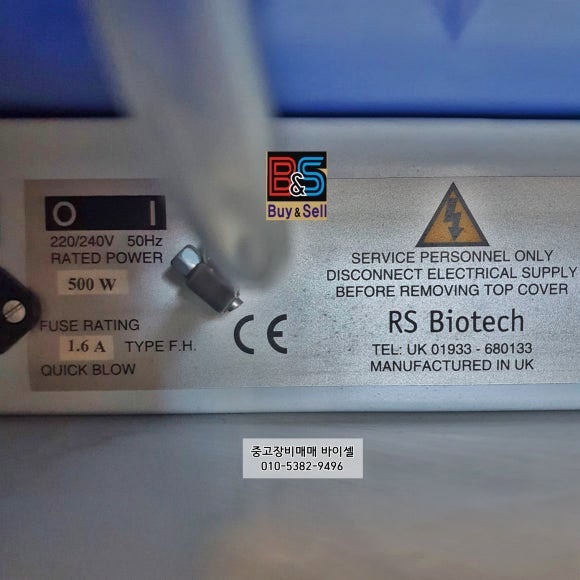 B&S
Buy & Sell
O I
220/240V 50Hz
RATED POWER
500 W
FUSE RATING
1.6 A TYPE F.H.
QUICK BLOW
CE
SERVICE PERSONNEL ONLY
DISCONNECT ELECTRICAL SUPPLY
BEFORE REMOVING TOP COVER
RS Biotech
TEL: UK 01933 - 680133
MANUFACTURED IN UK
중고장비매매 바이셀
010-5382-9496